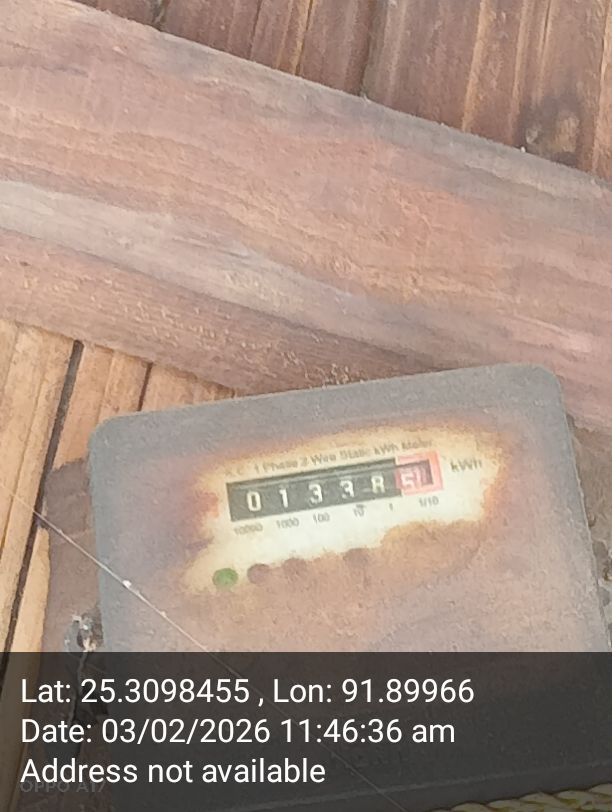 A.C. 1 Phase 2 Wire Static kWh Meter
0 1 3 3 8 5 kWh
10000 1000 100 10 1 1/10
Lat: 25.3098455 , Lon: 91.89966
Date: 03/02/2026 11:46:36 am
Address not available
OPPO A17